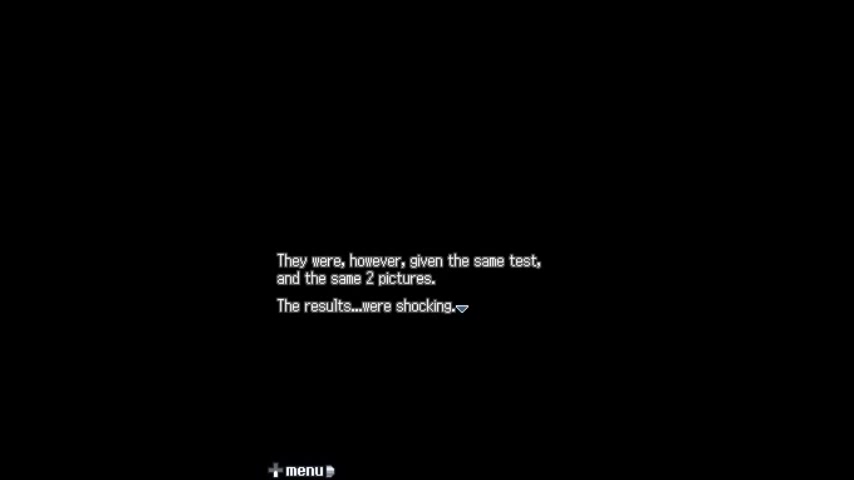 They were, however, given the same test,
and the same 2 pictures.
The results...were shocking.
menu